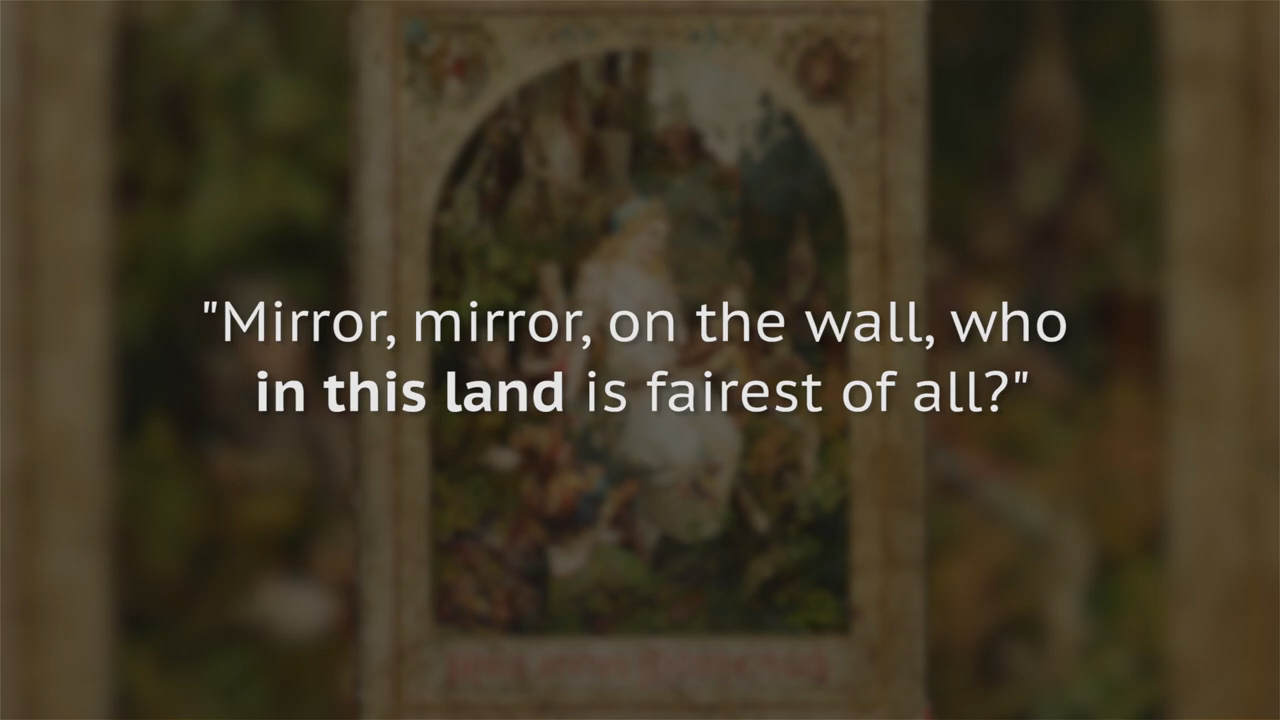 "Mirror, mirror, on the wall, who
in this land is fairest of all?"